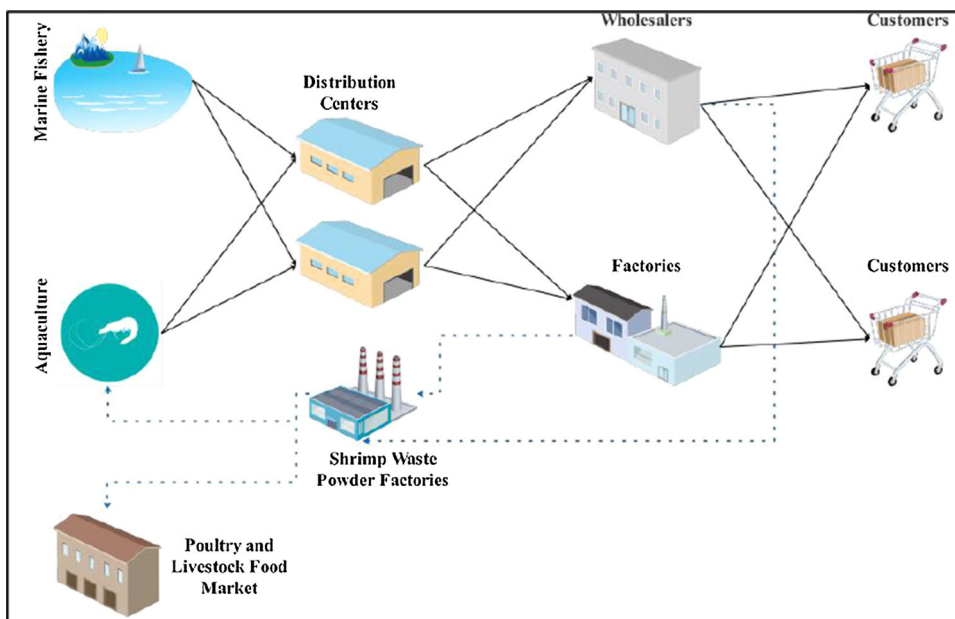 Marine Fishery
Distribution
Centers
Wholesalers
Customers
Aquaculture
Factories
Customers
Shrimp Waste
Powder Factories
Poultry and
Livestock Food
Market